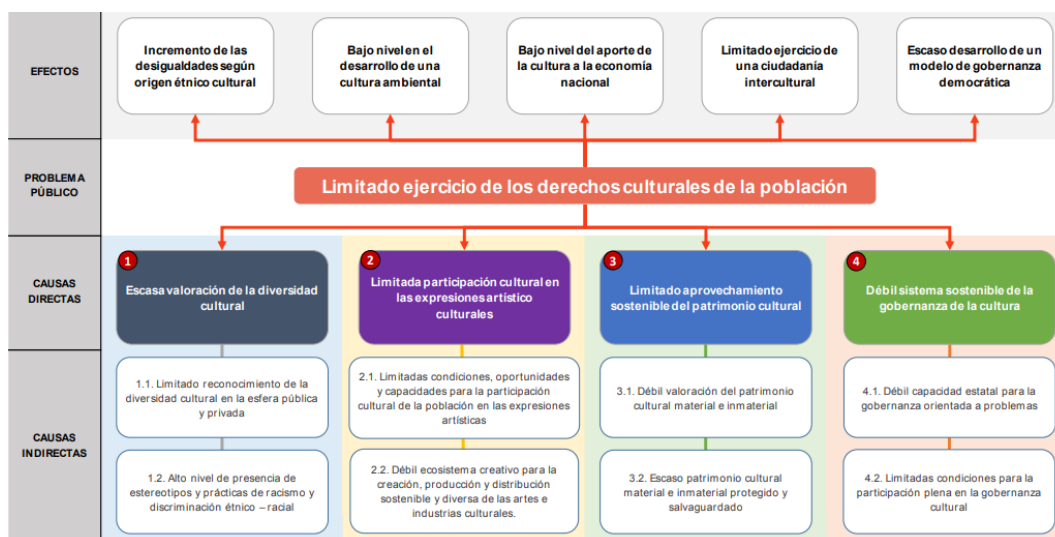 EFECTOS
Incremento de las
desigualdades según
origen étnico cultural
Bajo nivel en el
desarrollo de una
cultura ambiental
Bajo nivel del aporte de
la cultura a la economía
nacional
Limitado ejercicio de
una ciudadanía
intercultural
Escaso desarrollo de un
modelo de gobernanza
democrática
PROBLEMA
PÚBLICO
Limitado ejercicio de los derechos culturales de la población
CAUSAS
DIRECTAS
1
Escasa valoración de la diversidad
cultural
2
Limitada participación cultural en
las expresiones artístico
culturales
3
Limitado aprovechamiento
sostenible del patrimonio cultural
4
Débil sistema sostenible de la
gobernanza de la cultura
CAUSAS
INDIRECTAS
1.1. Limitado reconocimiento de la
diversidad cultural en la esfera pública
y privada
2.1. Limitadas condiciones, oportunidades
y capacidades para la participación
cultural de la población en las expresiones
artísticas
3.1. Débil valoración del patrimonio
cultural material e inmaterial
4.1. Débil capacidad estatal para la
gobernanza orientada a problemas
1.2. Alto nivel de presencia de
estereotipos y prácticas de racismo y
discriminación étnico – racial
2.2. Débil ecosistema creativo para la
creación, producción y distribución
sostenible y diversa de las artes e
industrias culturales.
3.2. Escaso patrimonio cultural
material e inmaterial protegido y
salvaguardado
4.2. Limitadas condiciones para la
participación plena en la gobernanza
cultural